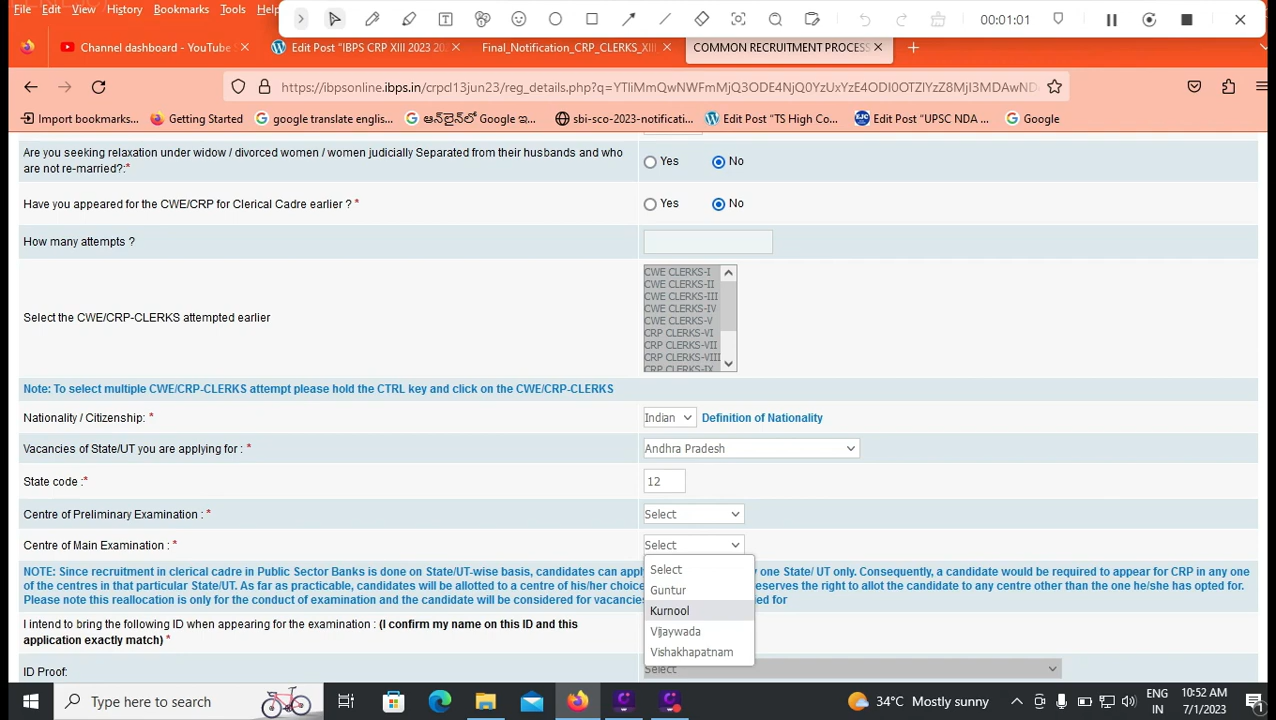 File Edit View History Bookmarks Tools Help
00:01:01
Channel dashboard - YouTube
Edit Post "IBPS CRP XIII 2023 20
Final_Notification_CRP_CLERKS_XIII
COMMON RECRUITMENT PROCESS
Import bookmarks...
Getting Started
google translate englis...
ఆన్‌లైన్‌లో Google ఇ...
sbi-sco-2023-notificati...
Edit Post "TS High Co...
Edit Post "UPSC NDA ...
Google
Are you seeking relaxation under widow / divorced women / women judicially Separated from their husbands and who
are not re-married?:*
Yes No
Have you appeared for the CWE/CRP for Clerical Cadre earlier ? *
Yes No
How many attempts ?
CWE CLERKS-I
CWE CLERKS-II
CWE CLERKS-III
CWE CLERKS-IV
Select the CWE/CRP-CLERKS attempted earlier
CWE CLERKS-V
CRP CLERKS-VI
CRP CLERKS-VII
CRP CLERKS-VIII
CRP CLERKS-IX
Note: To select multiple CWE/CRP-CLERKS attempt please hold the CTRL key and click on the CWE/CRP-CLERKS
Nationality / Citizenship: * Indian Definition of Nationality
Vacancies of State/UT you are applying for : * Andhra Pradesh
State code :* 12
Centre of Preliminary Examination : * Select
Centre of Main Examination : * Select
Select
Guntur
Kurnool
Vijaywada
Vishakhapatnam
NOTE: Since recruitment in clerical cadre in Public Sector Banks is done on State/UT-wise basis, candidates can one State/ UT only. Consequently, a candidate would be required to appear for CRP in any one
of the centres in that particular State/UT. As far as practicable, candidates will be allotted to a centre of his/her the right to allot the candidate to any centre other than the one he/she has opted for.
Please note this reallocation is only for the conduct of examination and the candidate will be considered for for
I intend to bring the following ID when appearing for the examination : (I confirm my name on this ID and this
application exactly match) *
ID Proof: Select
Type here to search
34°C Mostly sunny
ENG
IN
10:52 AM
7/1/2023